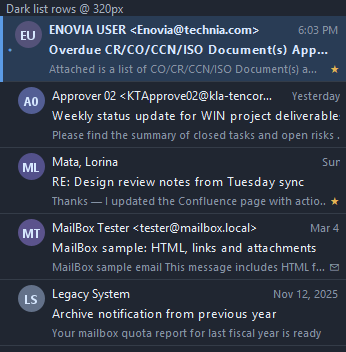 Dark list rows @ 320px
EU
ENOVIA USER <Enovia@technia.com>
6:03 PM
Overdue CR/CO/CCN/ISO Document(s) App...
Attached is a list of CO/CR/CCN/ISO Document(s) a...
A0
Approver 02 <KTApprove02@kla-tencor...
Yesterday
Weekly status update for WIN project deliverables
Please find the summary of closed tasks and open risks .
ML
Mata, Lorina
Sun
RE: Design review notes from Tuesday sync
Thanks — I updated the Confluence page with actio..
MT
MailBox Tester <tester@mailbox.local>
Mar 4
MailBox sample: HTML, links and attachments
MailBox sample email This message includes HTML f...
LS
Legacy System
Nov 12, 2025
Archive notification from previous year
Your mailbox quota report for last fiscal year is ready